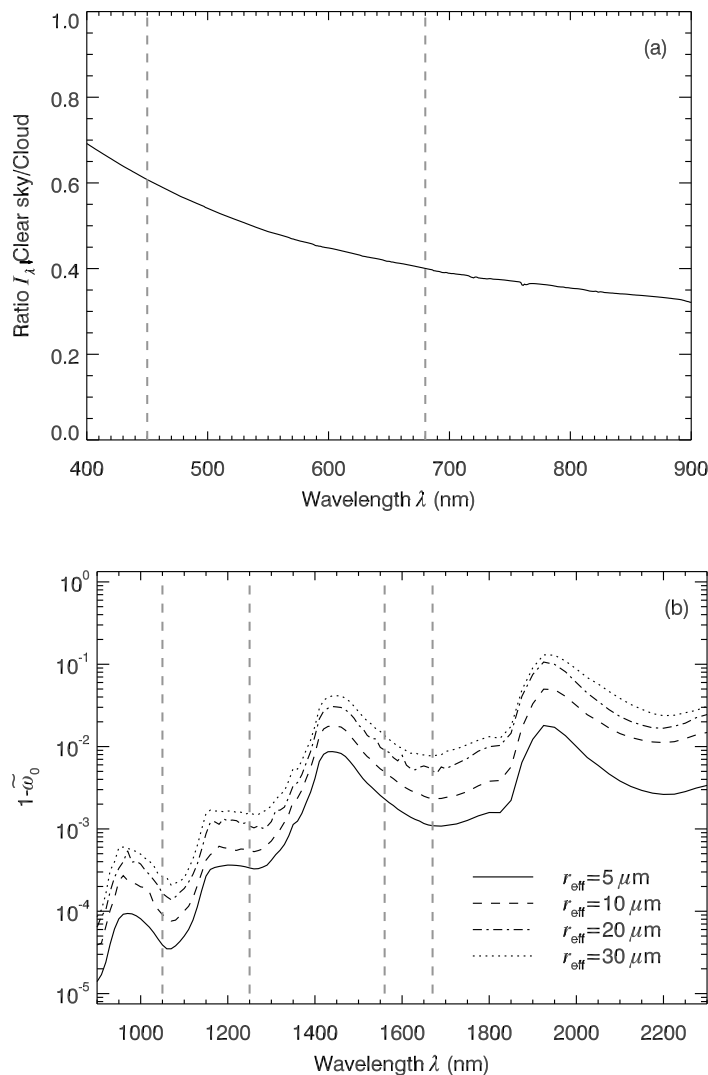 (a)
1.0
0.8
0.6
0.4
0.2
0.0
Ratio I_λ, Clear sky/Cloud
400 500 600 700 800 900
Wavelength λ (nm)
(b)
10^0
10^-1
10^-2
10^-3
10^-4
10^-5
1-ω̃_0
r_eff=5 μm
r_eff=10 μm
r_eff=20 μm
r_eff=30 μm
1000 1200 1400 1600 1800 2000 2200
Wavelength λ (nm)